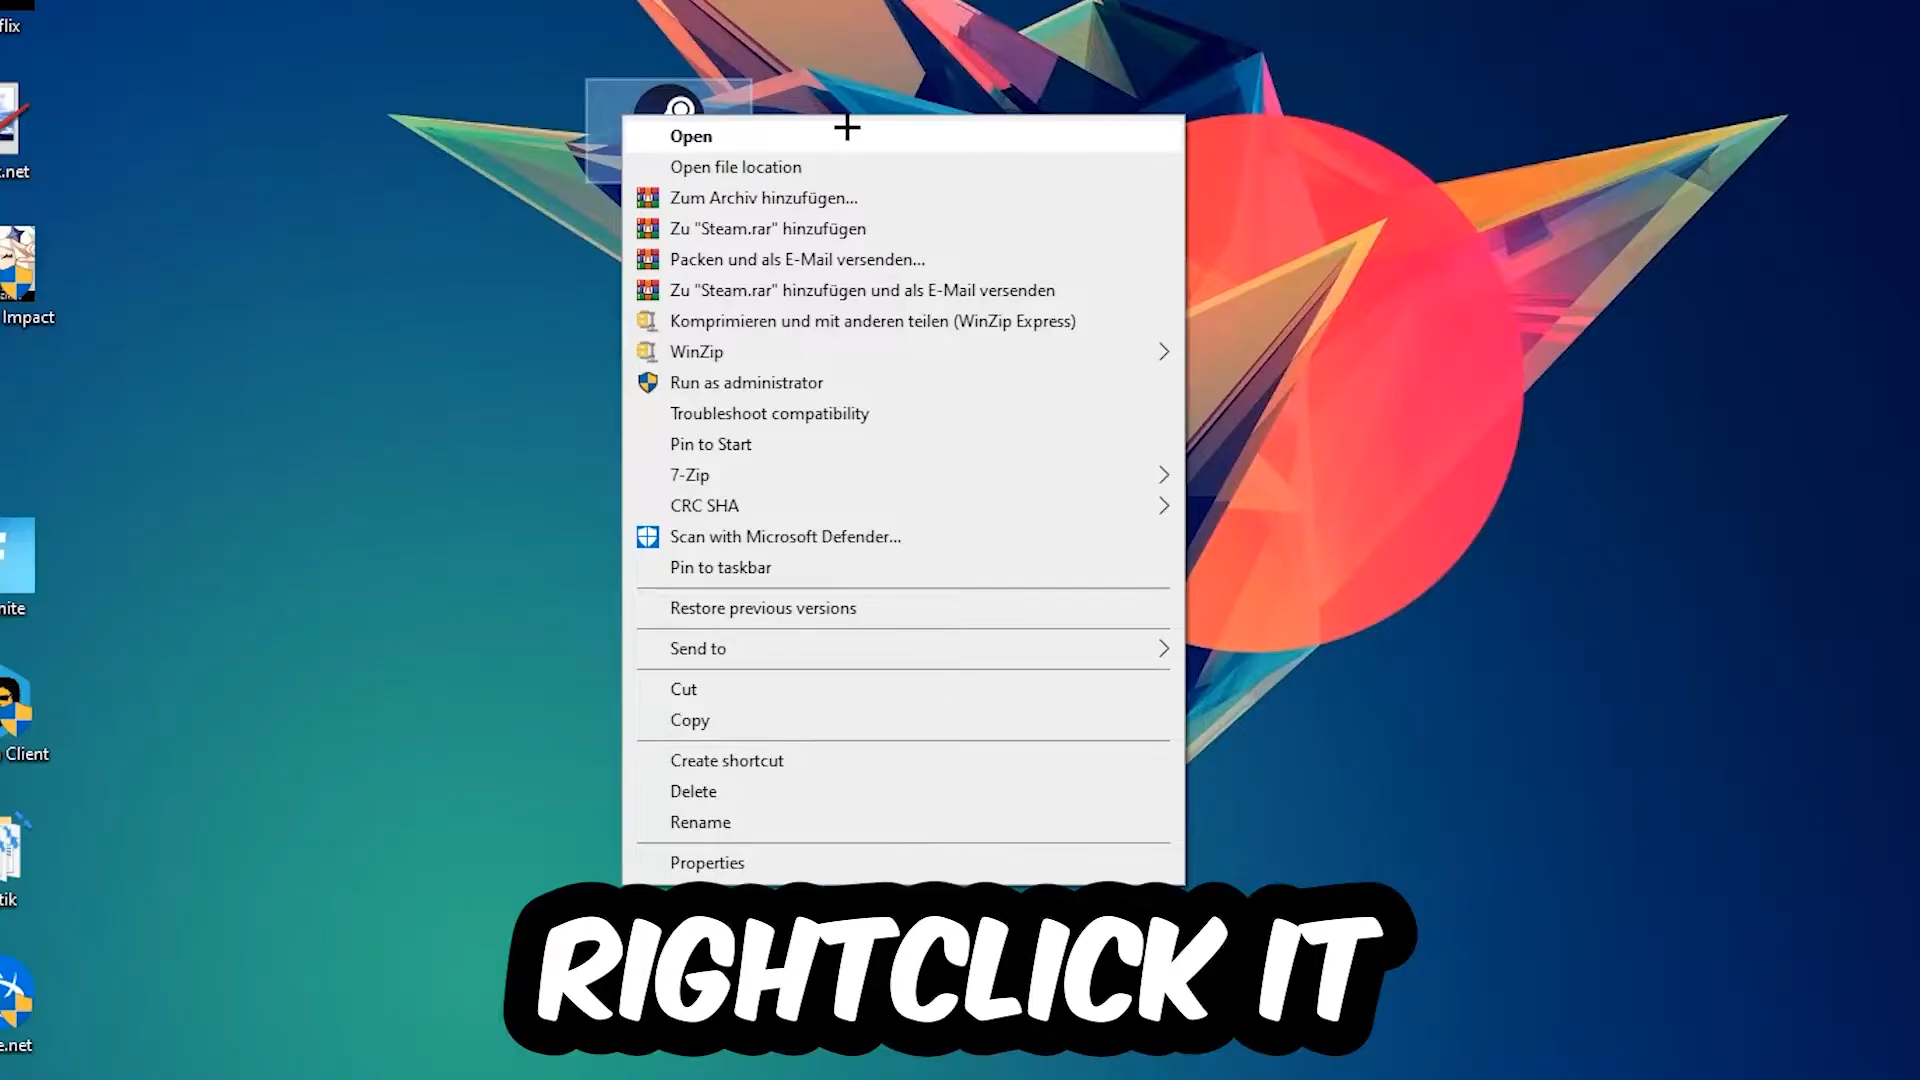 flix
.net
Impact
nite
Client
tik
e.net
Open
Open file location
Zum Archiv hinzufügen...
Zu "Steam.rar" hinzufügen
Packen und als E-Mail versenden...
Zu "Steam.rar" hinzufügen und als E-Mail versenden
Komprimieren und mit anderen teilen (WinZip Express)
WinZip
Run as administrator
Troubleshoot compatibility
Pin to Start
7-Zip
CRC SHA
Scan with Microsoft Defender...
Pin to taskbar
Restore previous versions
Send to
Cut
Copy
Create shortcut
Delete
Rename
Properties
RIGHTCLICK IT